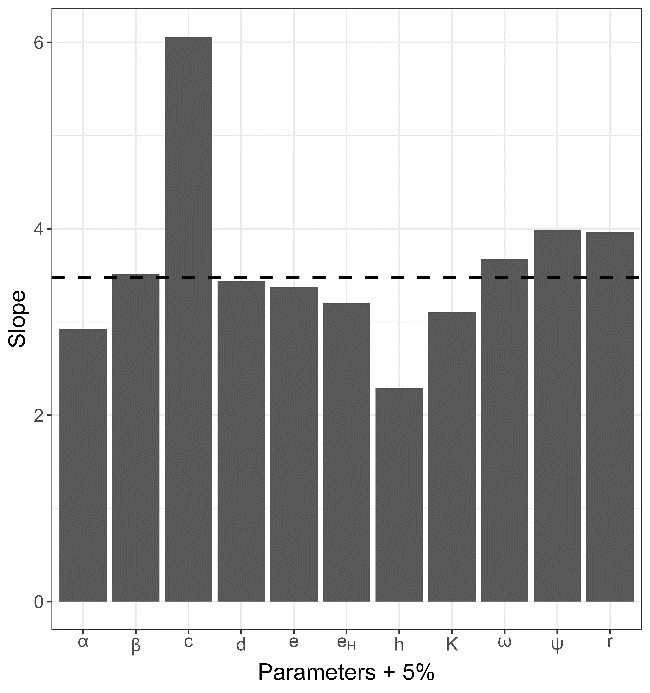 6
4
2
0
Slope
α β c d e eH h K ω ψ r
Parameters + 5%